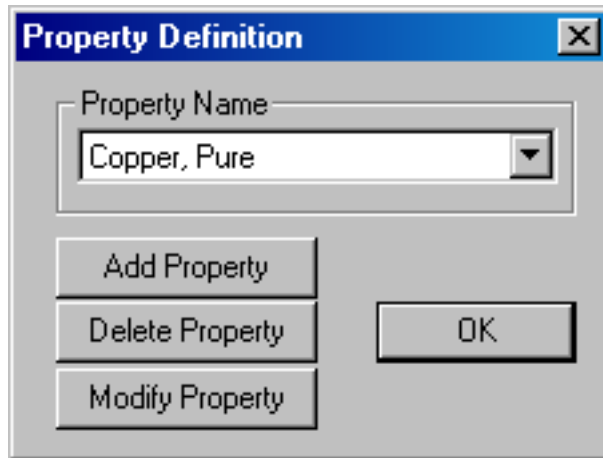 Property Definition
Property Name
Copper, Pure
Add Property
Delete Property
OK
Modify Property